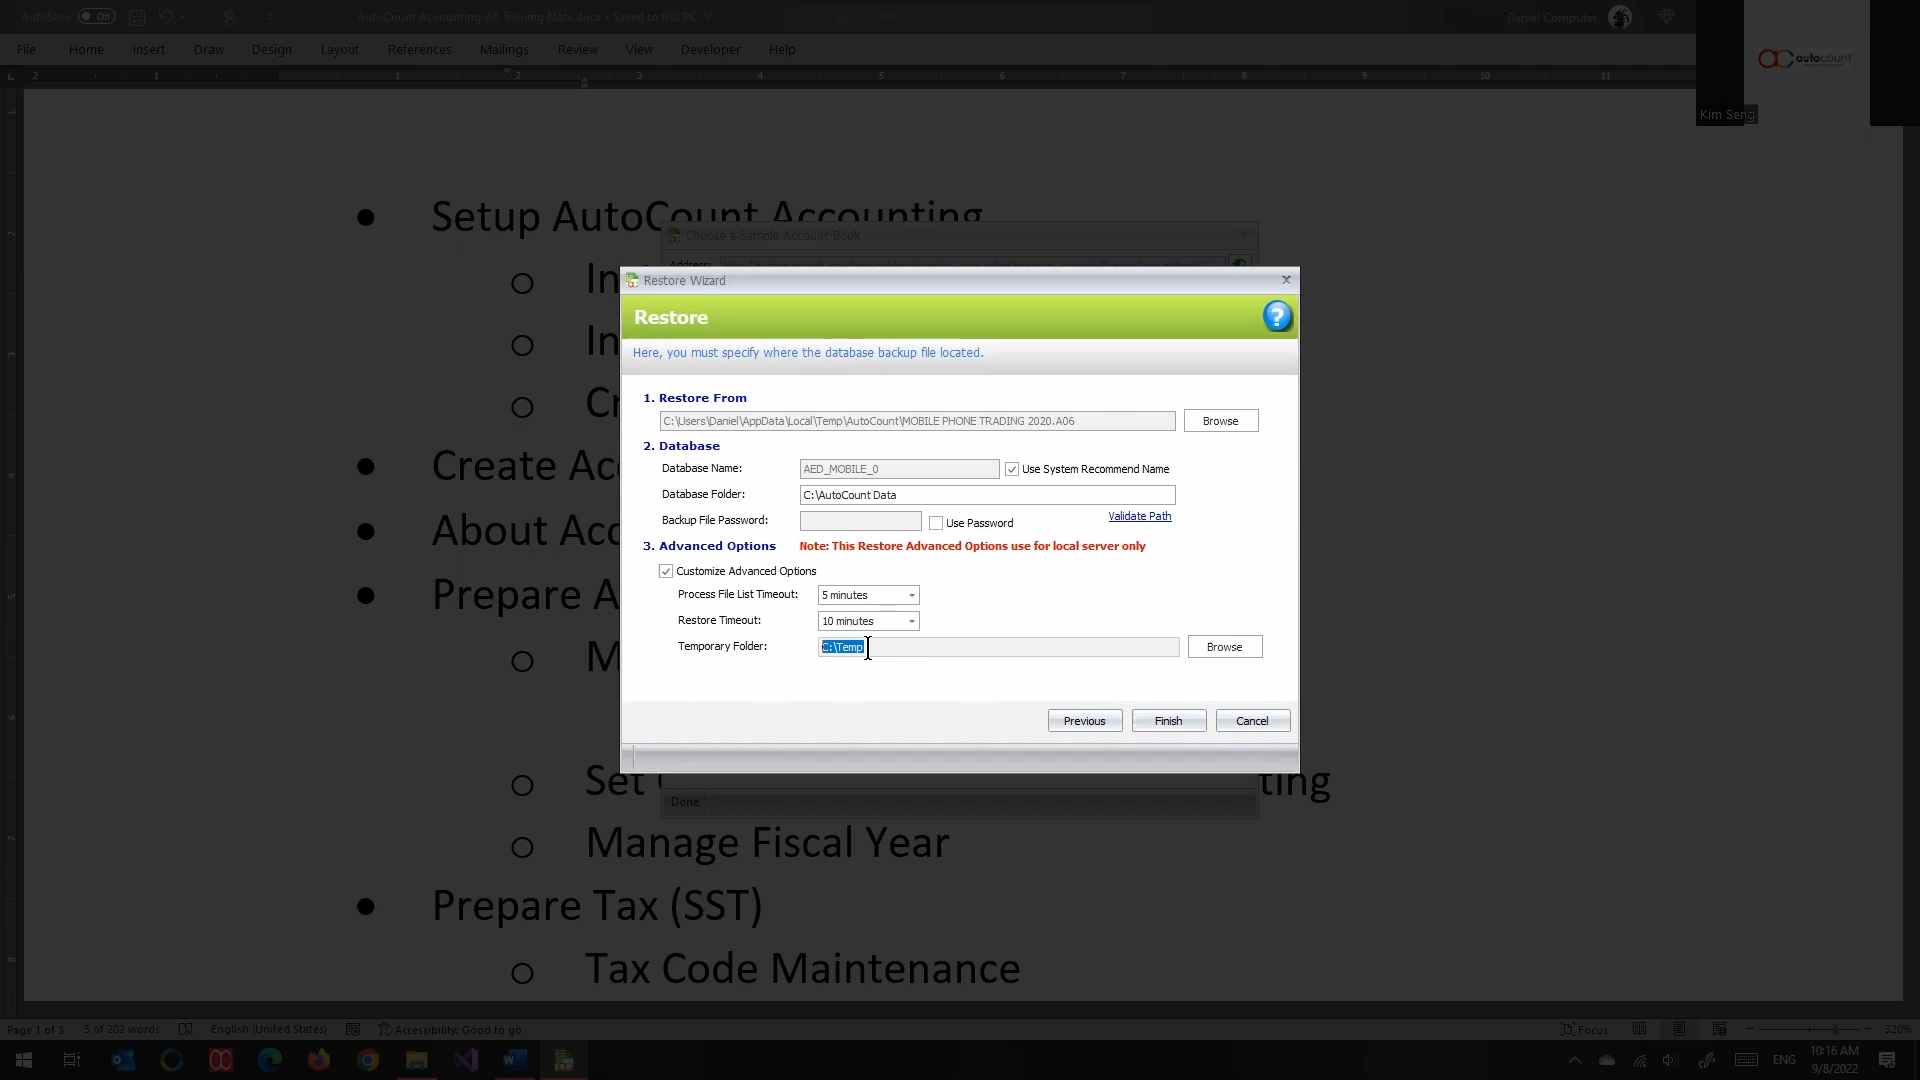 AutoSave Off
AutoCount Accounting 2.0 Training Note.docx • Saved to this PC
Daniel Computer
File Home Insert Draw Design Layout References Mailings Review View Developer Help
autocount
Kim Seng
Setup AutoCount Accounting
Choose a Sample Account Book
Address:
In
In
Cr
Create Acc
About Acc
Prepare A
M
Set
ting
Done
Manage Fiscal Year
Prepare Tax (SST)
Tax Code Maintenance
Restore Wizard
Restore
Here, you must specify where the database backup file located.
1. Restore From
C:\Users\Daniel\AppData\Local\Temp\AutoCount\MOBILE PHONE TRADING 2020.A06 Browse
2. Database
Database Name: AED_MOBILE_0 Use System Recommend Name
Database Folder: C:\AutoCount Data
Backup File Password: Use Password Validate Path
3. Advanced Options Note: This Restore Advanced Options use for local server only
Customize Advanced Options
Process File List Timeout: 5 minutes
Restore Timeout: 10 minutes
Temporary Folder: C:\Temp Browse
Previous Finish Cancel
Page 1 of 3 5 of 202 words English (United States) Accessibility: Good to go Focus 320%
ENG 10:16 AM
9/8/2022